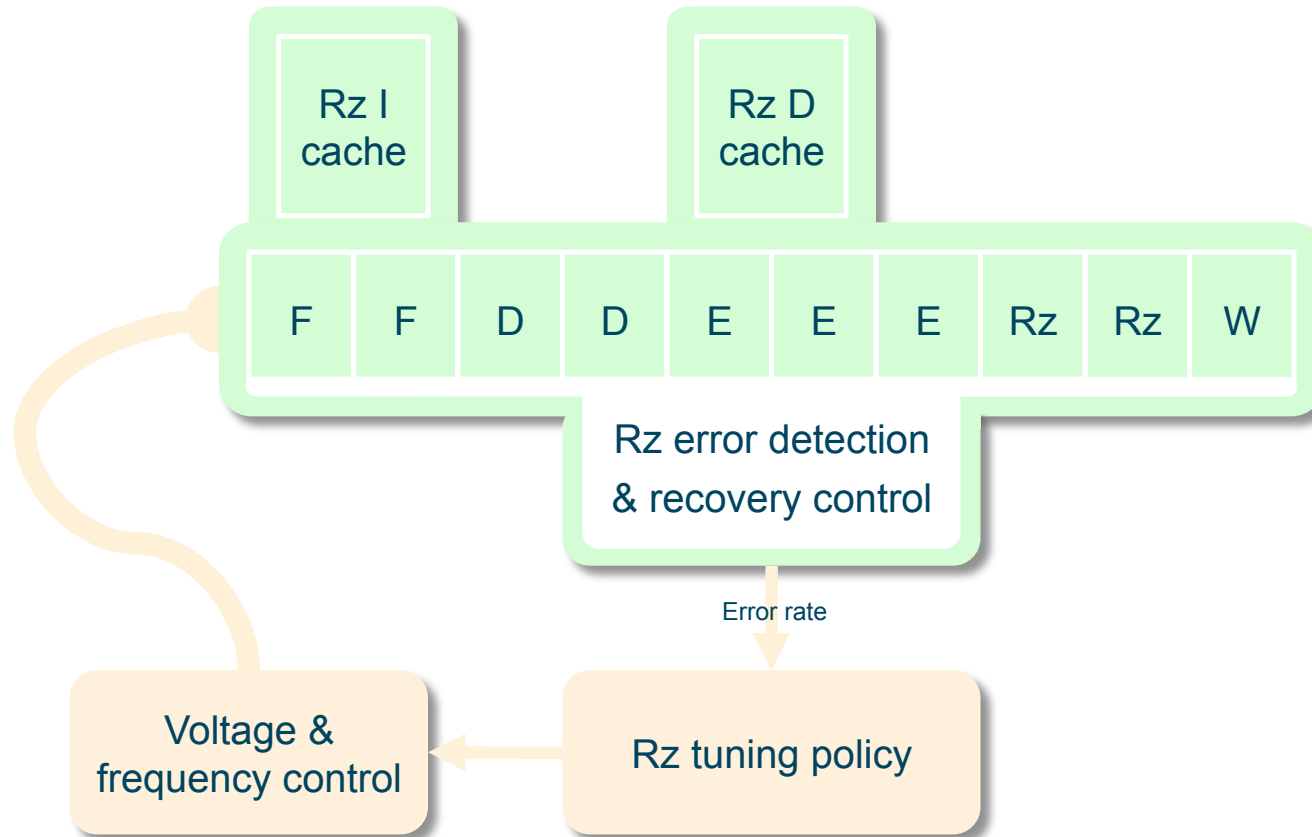 Rz I
cache
Rz D
cache
F F D D E E E Rz Rz W
Rz error detection
& recovery control
Error rate
Voltage &
frequency control
Rz tuning policy